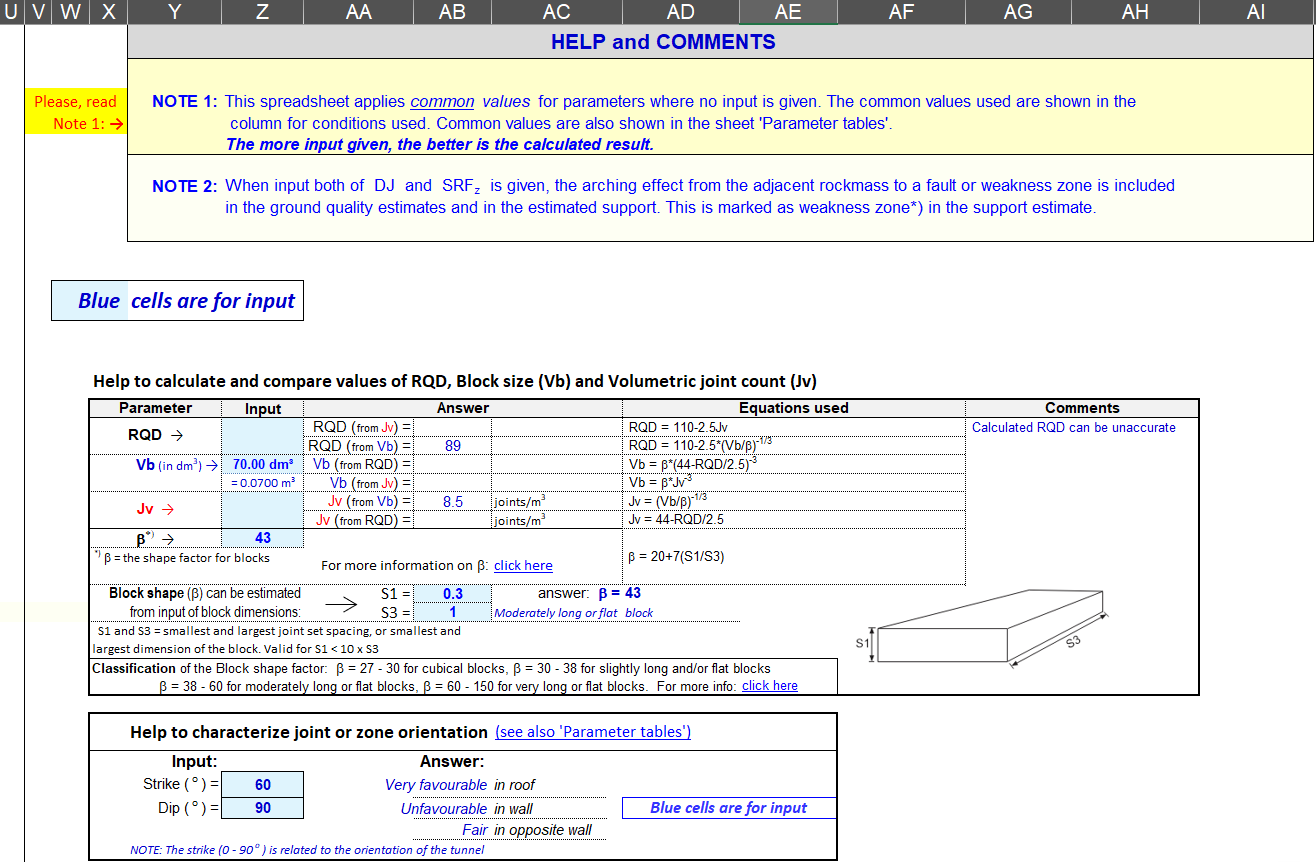 U V W X Y Z AA AB AC AD AE AF AG AH AI
HELP and COMMENTS
Please, read
Note 1: →
NOTE 1: This spreadsheet applies common values for parameters where no input is given. The common values used are shown in the
column for conditions used. Common values are also shown in the sheet 'Parameter tables'.
The more input given, the better is the calculated result.
NOTE 2: When input both of DJ and SRFz is given, the arching effect from the adjacent rockmass to a fault or weakness zone is included
in the ground quality estimates and in the estimated support. This is marked as weakness zone*) in the support estimate.
Blue cells are for input
Help to calculate and compare values of RQD, Block size (Vb) and Volumetric joint count (Jv)
Parameter Input Answer Equations used Comments
RQD → RQD (from Jv) = RQD = 110-2.5Jv Calculated RQD can be unaccurate
RQD (from Vb) = 89 RQD = 110-2.5*(Vb/β)-1/3
Vb (in dm³) → 70.00 dm³ Vb (from RQD) = Vb = β*(44-RQD/2.5)-3
= 0.0700 m³ Vb (from Jv) = Vb = β*Jv-3
Jv → Jv (from Vb) = 8.5 joints/m³ Jv = (Vb/β)-1/3
Jv (from RQD) = joints/m³ Jv = 44-RQD/2.5
β*) → 43
*) β = the shape factor for blocks
For more information on β: click here
β = 20+7(S1/S3)
Block shape (β) can be estimated S1 = 0.3 answer: β = 43
from input of block dimensions: → S3 = 1 Moderately long or flat block
S1 and S3 = smallest and largest joint set spacing, or smallest and
largest dimension of the block. Valid for S1 < 10 x S3
S1
S3
Classification of the Block shape factor: β = 27 - 30 for cubical blocks, β = 30 - 38 for slightly long and/or flat blocks
β = 38 - 60 for moderately long or flat blocks, β = 60 - 150 for very long or flat blocks. For more info: click here
Help to characterize joint or zone orientation (see also 'Parameter tables')
Input: Answer:
Strike (°) = 60 Very favourable in roof
Dip (°) = 90 Unfavourable in wall Blue cells are for input
Fair in opposite wall
NOTE: The strike (0 - 90°) is related to the orientation of the tunnel